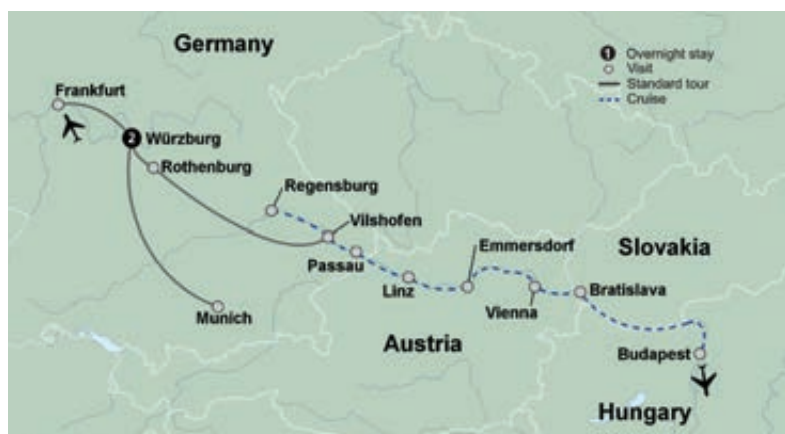 Germany
1 Overnight stay
Visit
Standard tour
Cruise
Frankfurt
2 Würzburg
Rothenburg
Regensburg
Vilshofen
Passau
Emmersdorf
Slovakia
Linz
Vienna
Bratislava
Munich
Austria
Budapest
Hungary